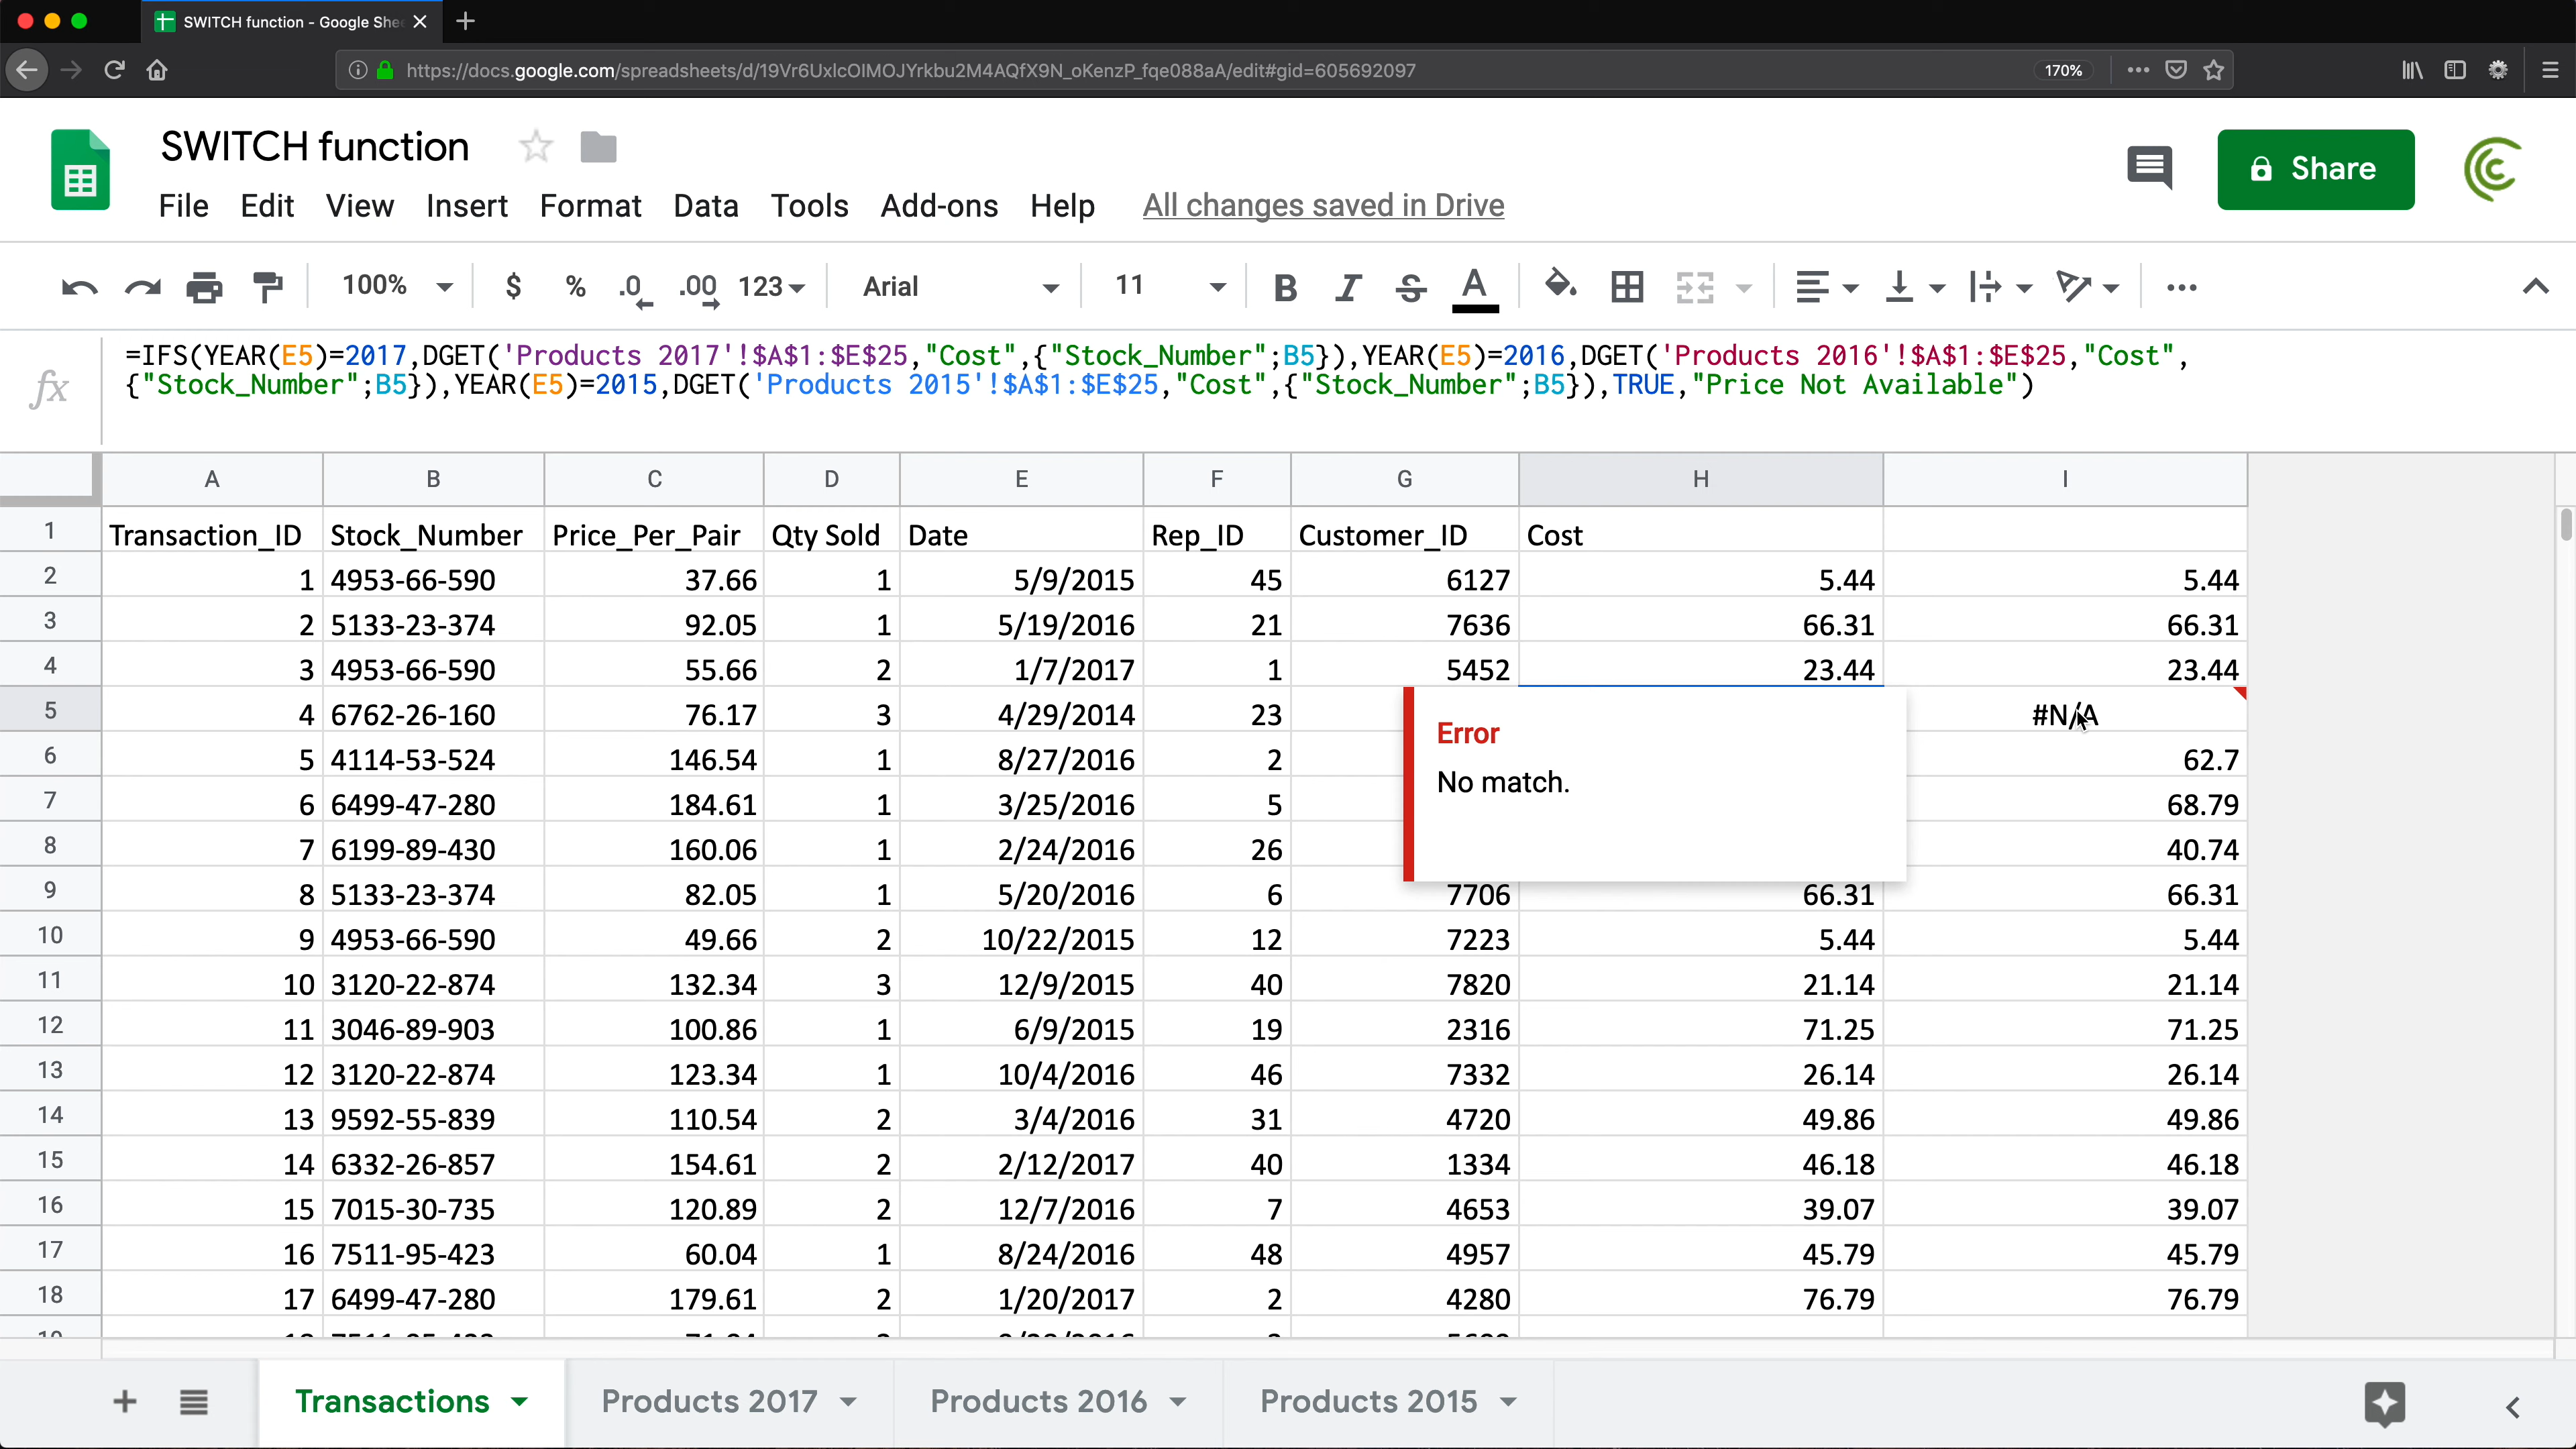 SWITCH function - Google Shee
https://docs.google.com/spreadsheets/d/19Vr6UxlcOIMOJYrkbu2M4AQfX9N_oKenzP_fqe088aA/edit#gid=605692097 170%
SWITCH function
Share
File Edit View Insert Format Data Tools Add-ons Help All changes saved in Drive
100% $ % .0 .00 123 Arial 11 B I S A
fx =IFS(YEAR(E5)=2017,DGET('Products 2017'!$A$1:$E$25,"Cost",{"Stock_Number";B5}),YEAR(E5)=2016,DGET('Products 2016'!$A$1:$E$25,"Cost",
{"Stock_Number";B5}),YEAR(E5)=2015,DGET('Products 2015'!$A$1:$E$25,"Cost",{"Stock_Number";B5}),TRUE,"Price Not Available")
A B C D E F G H I
1 Transaction_ID Stock_Number Price_Per_Pair Qty Sold Date Rep_ID Customer_ID Cost
2 1 4953-66-590 37.66 1 5/9/2015 45 6127 5.44 5.44
3 2 5133-23-374 92.05 1 5/19/2016 21 7636 66.31 66.31
4 3 4953-66-590 55.66 2 1/7/2017 1 5452 23.44 23.44
5 4 6762-26-160 76.17 3 4/29/2014 23 #N/A
Error
6 5 4114-53-524 146.54 1 8/27/2016 2 62.7
No match.
7 6 6499-47-280 184.61 1 3/25/2016 5 68.79
8 7 6199-89-430 160.06 1 2/24/2016 26 40.74
9 8 5133-23-374 82.05 1 5/20/2016 6 7706 66.31 66.31
10 9 4953-66-590 49.66 2 10/22/2015 12 7223 5.44 5.44
11 10 3120-22-874 132.34 3 12/9/2015 40 7820 21.14 21.14
12 11 3046-89-903 100.86 1 6/9/2015 19 2316 71.25 71.25
13 12 3120-22-874 123.34 1 10/4/2016 46 7332 26.14 26.14
14 13 9592-55-839 110.54 2 3/4/2016 31 4720 49.86 49.86
15 14 6332-26-857 154.61 2 2/12/2017 40 1334 46.18 46.18
16 15 7015-30-735 120.89 2 12/7/2016 7 4653 39.07 39.07
17 16 7511-95-423 60.04 1 8/24/2016 48 4957 45.79 45.79
18 17 6499-47-280 179.61 2 1/20/2017 2 4280 76.79 76.79
Transactions Products 2017 Products 2016 Products 2015